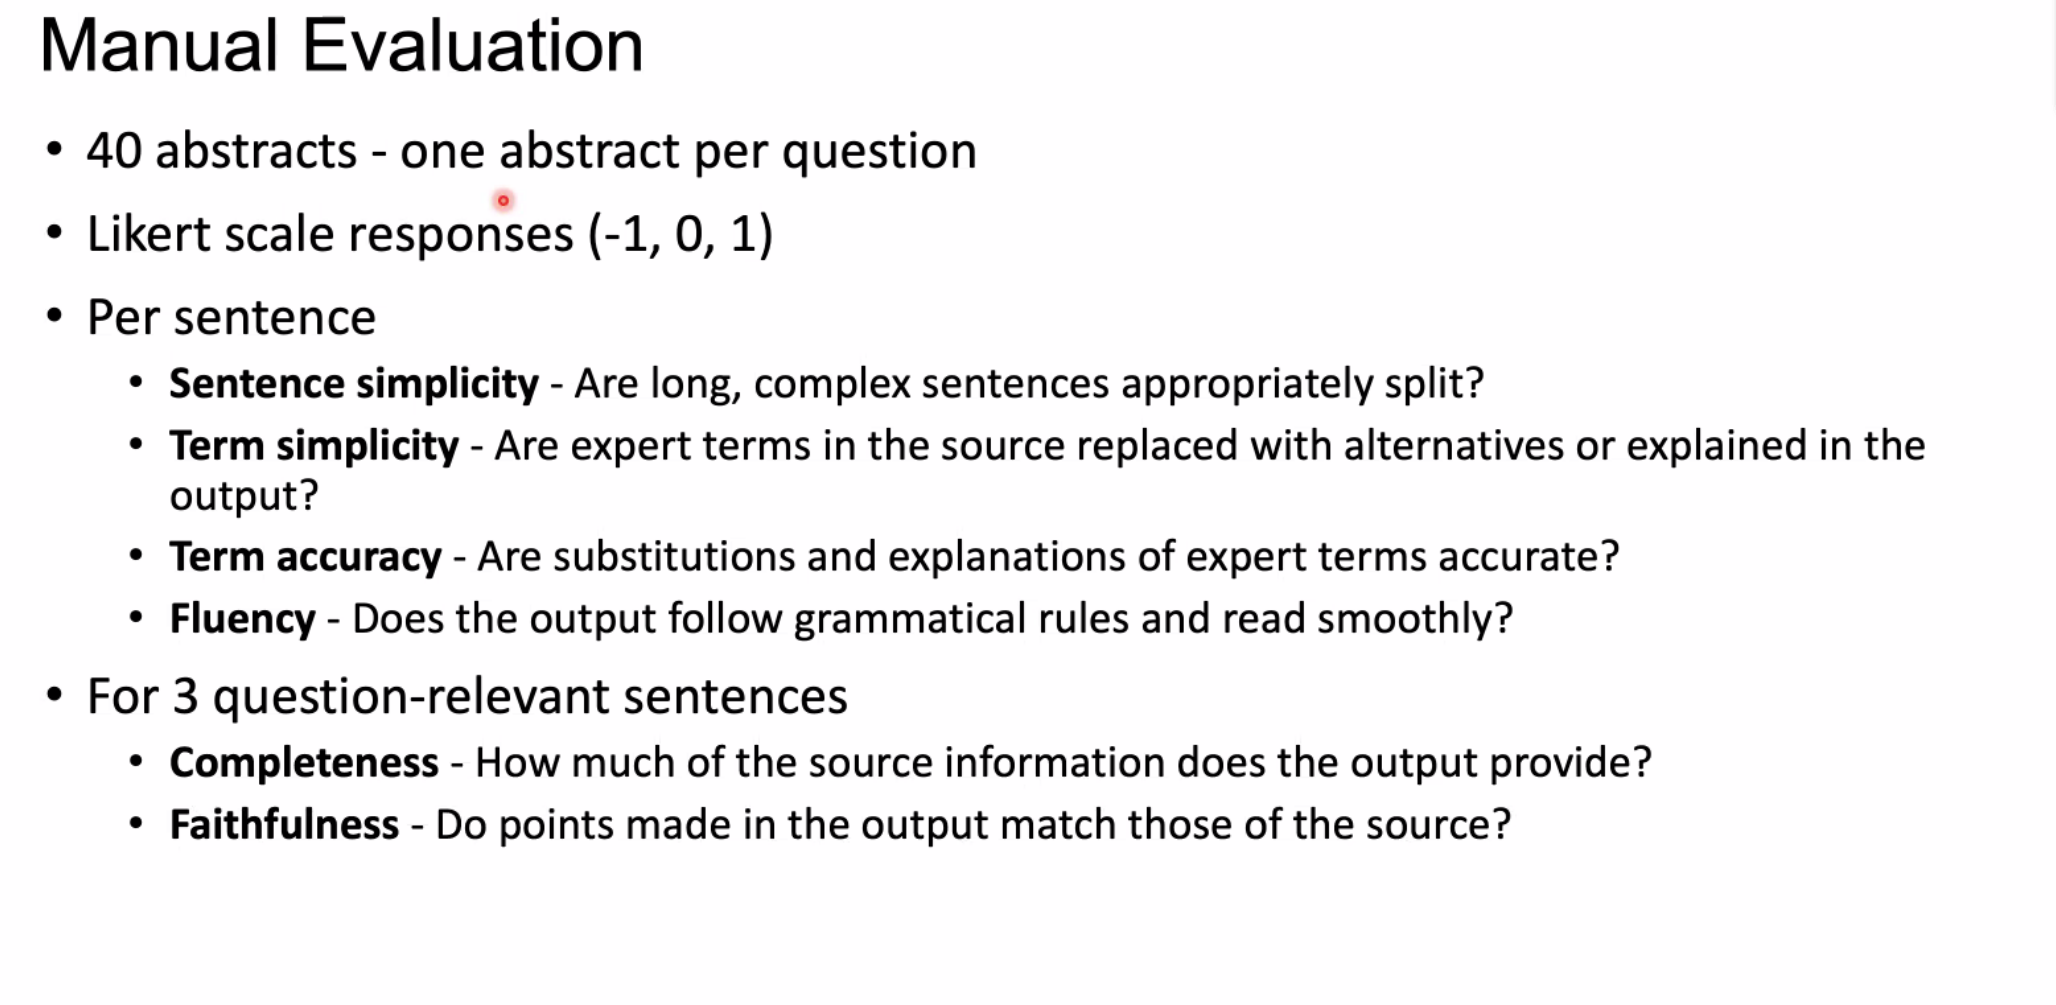 Manual Evaluation
• 40 abstracts - one abstract per question
• Likert scale responses (-1, 0, 1)
• Per sentence
• Sentence simplicity - Are long, complex sentences appropriately split?
• Term simplicity - Are expert terms in the source replaced with alternatives or explained in the
output?
• Term accuracy - Are substitutions and explanations of expert terms accurate?
• Fluency - Does the output follow grammatical rules and read smoothly?
• For 3 question-relevant sentences
• Completeness - How much of the source information does the output provide?
• Faithfulness - Do points made in the output match those of the source?